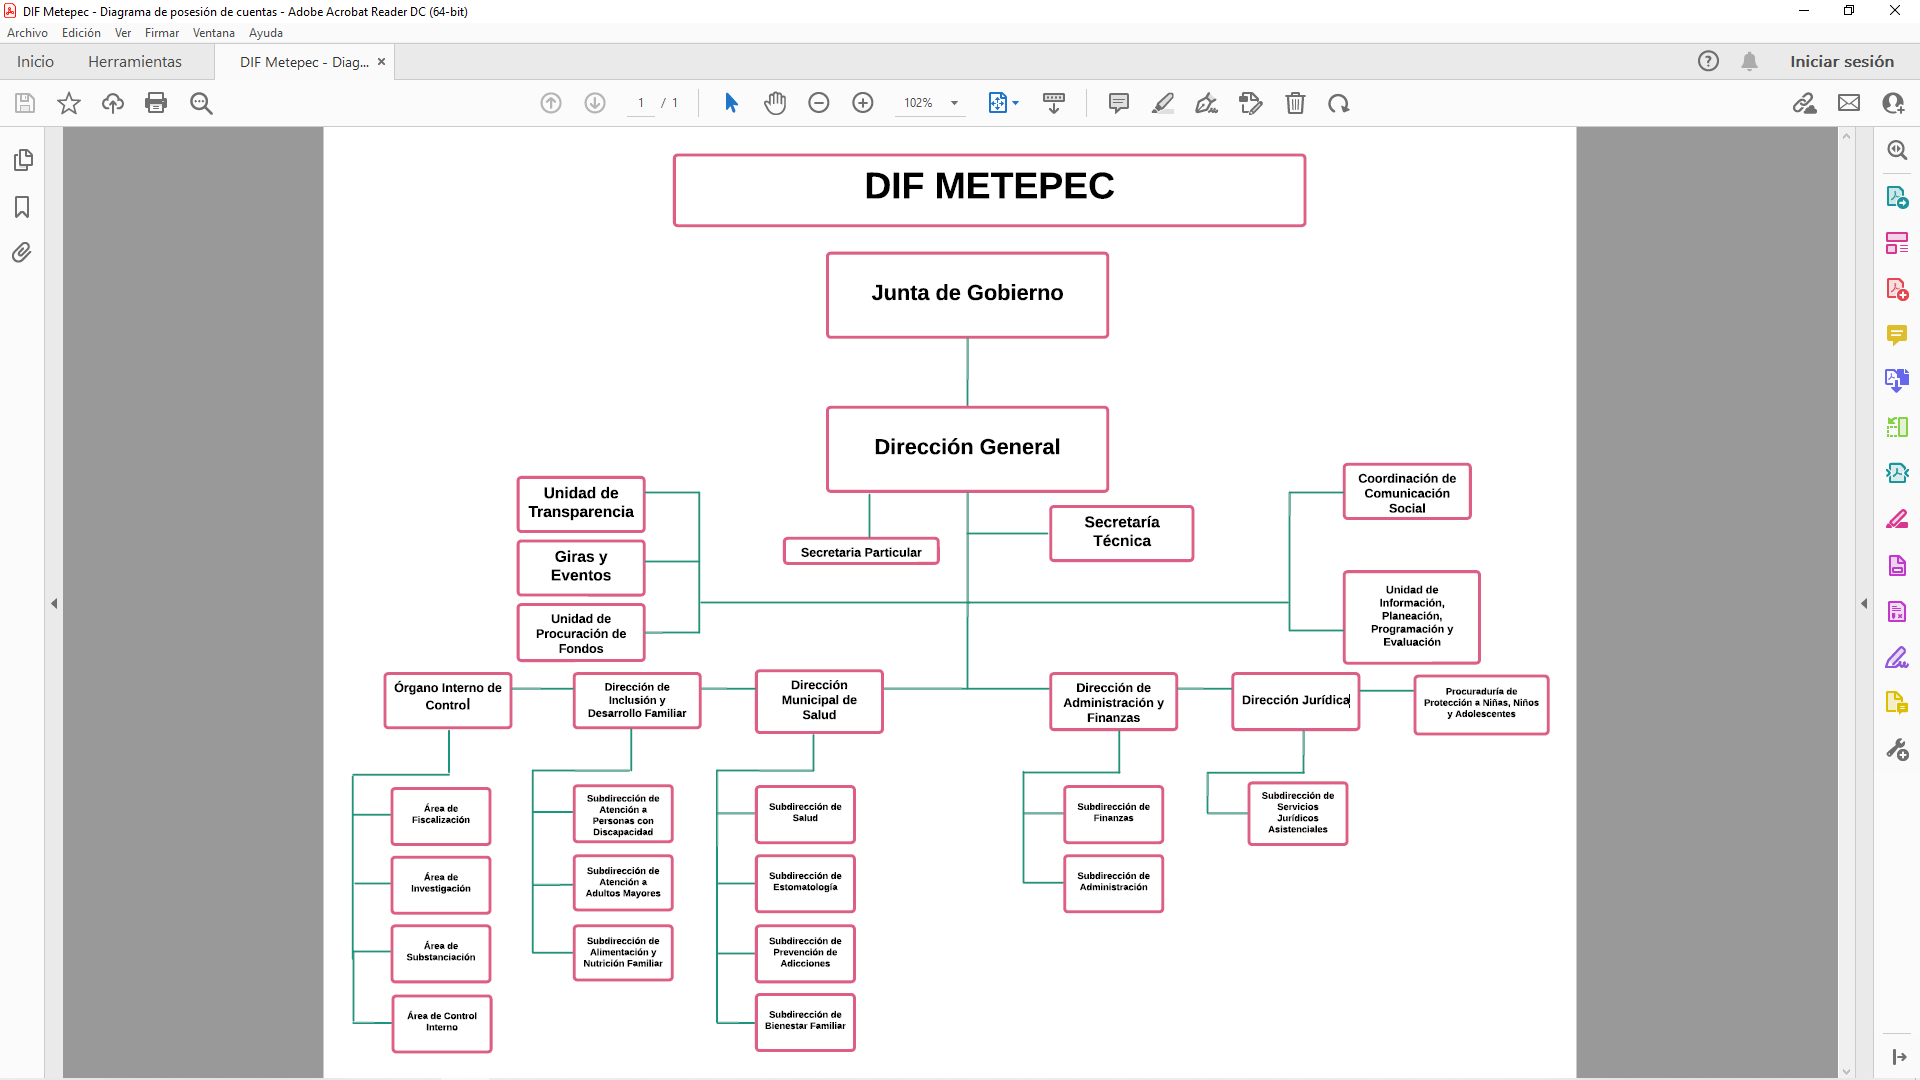 DIF Metepec - Diagrama de posesión de cuentas - Adobe Acrobat Reader DC (64-bit)
Archivo Edición Ver Firmar Ventana Ayuda
Inicio Herramientas DIF Metepec - Diag... Iniciar sesión
1 / 1 102%
DIF METEPEC
Junta de Gobierno
Dirección General
Unidad de
Transparencia
Giras y
Eventos
Unidad de
Procuración de
Fondos
Secretaria Particular
Secretaría
Técnica
Coordinación de
Comunicación
Social
Unidad de
Información,
Planeación,
Programación y
Evaluación
Órgano Interno de
Control
Dirección de
Inclusión y
Desarrollo Familiar
Dirección
Municipal de
Salud
Dirección de
Administración y
Finanzas
Dirección Jurídica
Procuraduría de
Protección a Niñas, Niños
y Adolescentes
Área de
Fiscalización
Área de
Investigación
Área de
Substanciación
Área de Control
Interno
Subdirección de
Atención a
Personas con
Discapacidad
Subdirección de
Atención a
Adultos Mayores
Subdirección de
Alimentación y
Nutrición Familiar
Subdirección de
Salud
Subdirección de
Estomatología
Subdirección de
Prevención de
Adicciones
Subdirección de
Bienestar Familiar
Subdirección de
Finanzas
Subdirección de
Administración
Subdirección de
Servicios
Jurídicos
Asistenciales